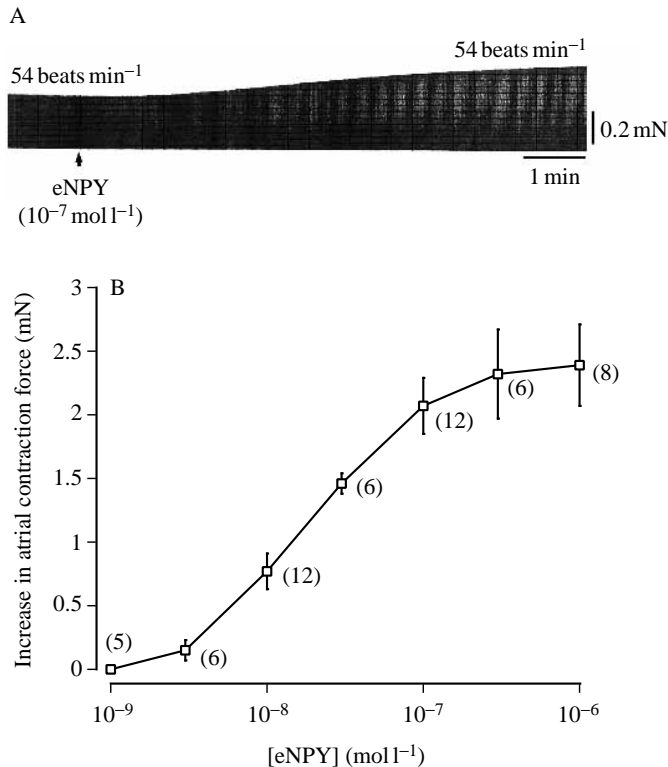 A
54 beats min⁻¹
54 beats min⁻¹
0.2 mN
1 min
eNPY
(10⁻⁷ mol l⁻¹)
B
Increase in atrial contraction force (mN)
3
2.5
2
1.5
1
0.5
0
(5)
(6)
(12)
(6)
(12)
(6)
(8)
10⁻⁹
10⁻⁸
10⁻⁷
10⁻⁶
[eNPY] (mol l⁻¹)